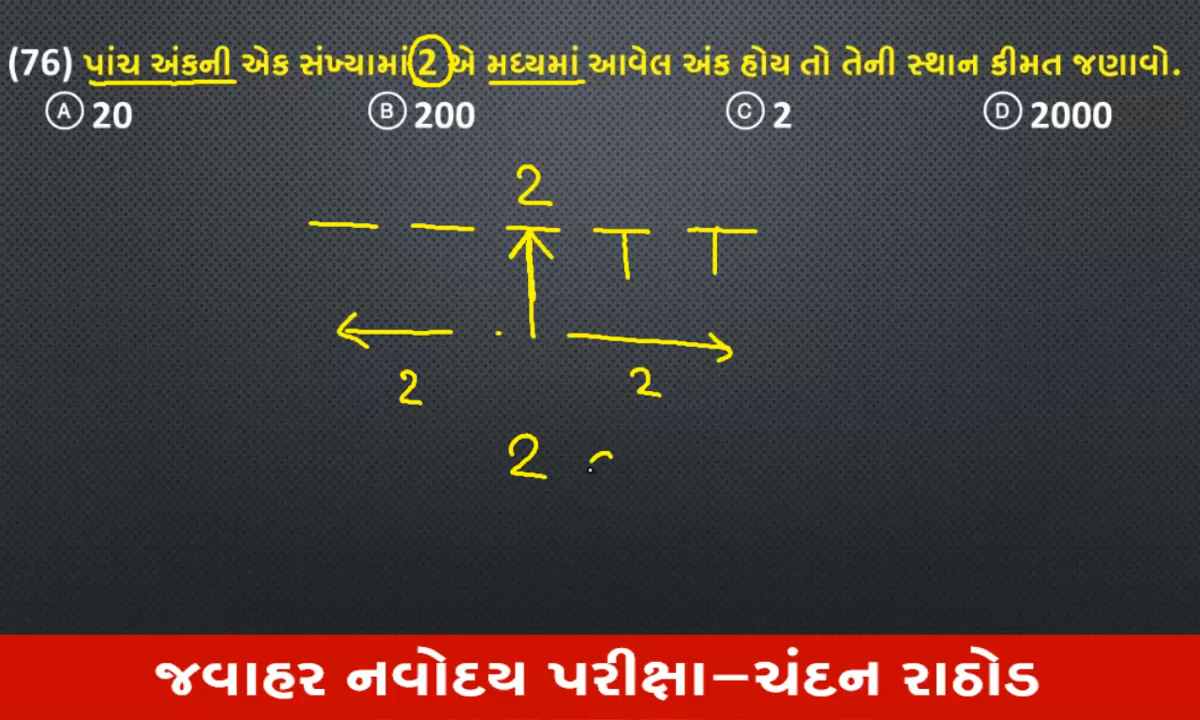 (76) પાંચ અંકની એક સંખ્યામાં 2 એ મધ્યમાં આવેલ અંક હોય તો તેની સ્થાન કીમત જણાવો.
A 20 B 200 C 2 D 2000
2
2 2
2
જવાહર નવોદય પરીક્ષા–ચંદન રાઠોડ